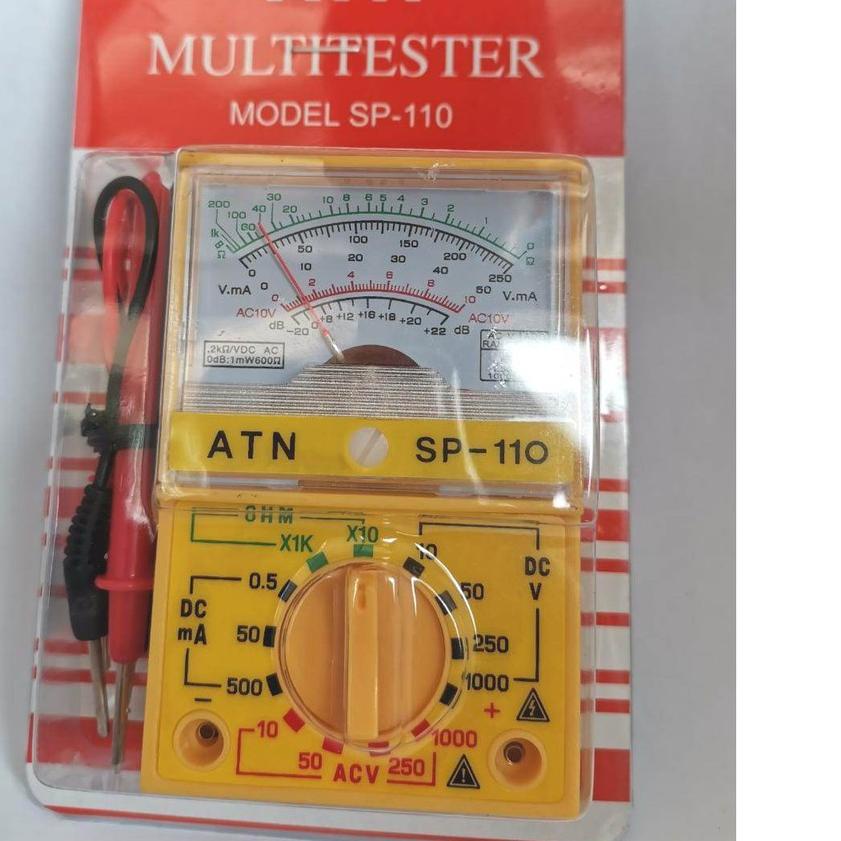 MULTITESTER
MODEL SP-110
200 100 60 40 30 20 10 8 6 5 4 3 2 1 0
1k
Ω Ω
0 50 100 150 200 250
0 10 20 30 40 50
V.mA V.mA
0 2 4 6 8 10
AC10V AC10V
dB -20 0 +8 +12 +16 +18 +20 +22 dB
.2kΩ/VDC AC
0dB:1mW600Ω
ATN SP-110
OHM
X1K X10
DC mA
0.5
50
500
10
50
250
1000
DC V
- +
10 50 250 1000
ACV